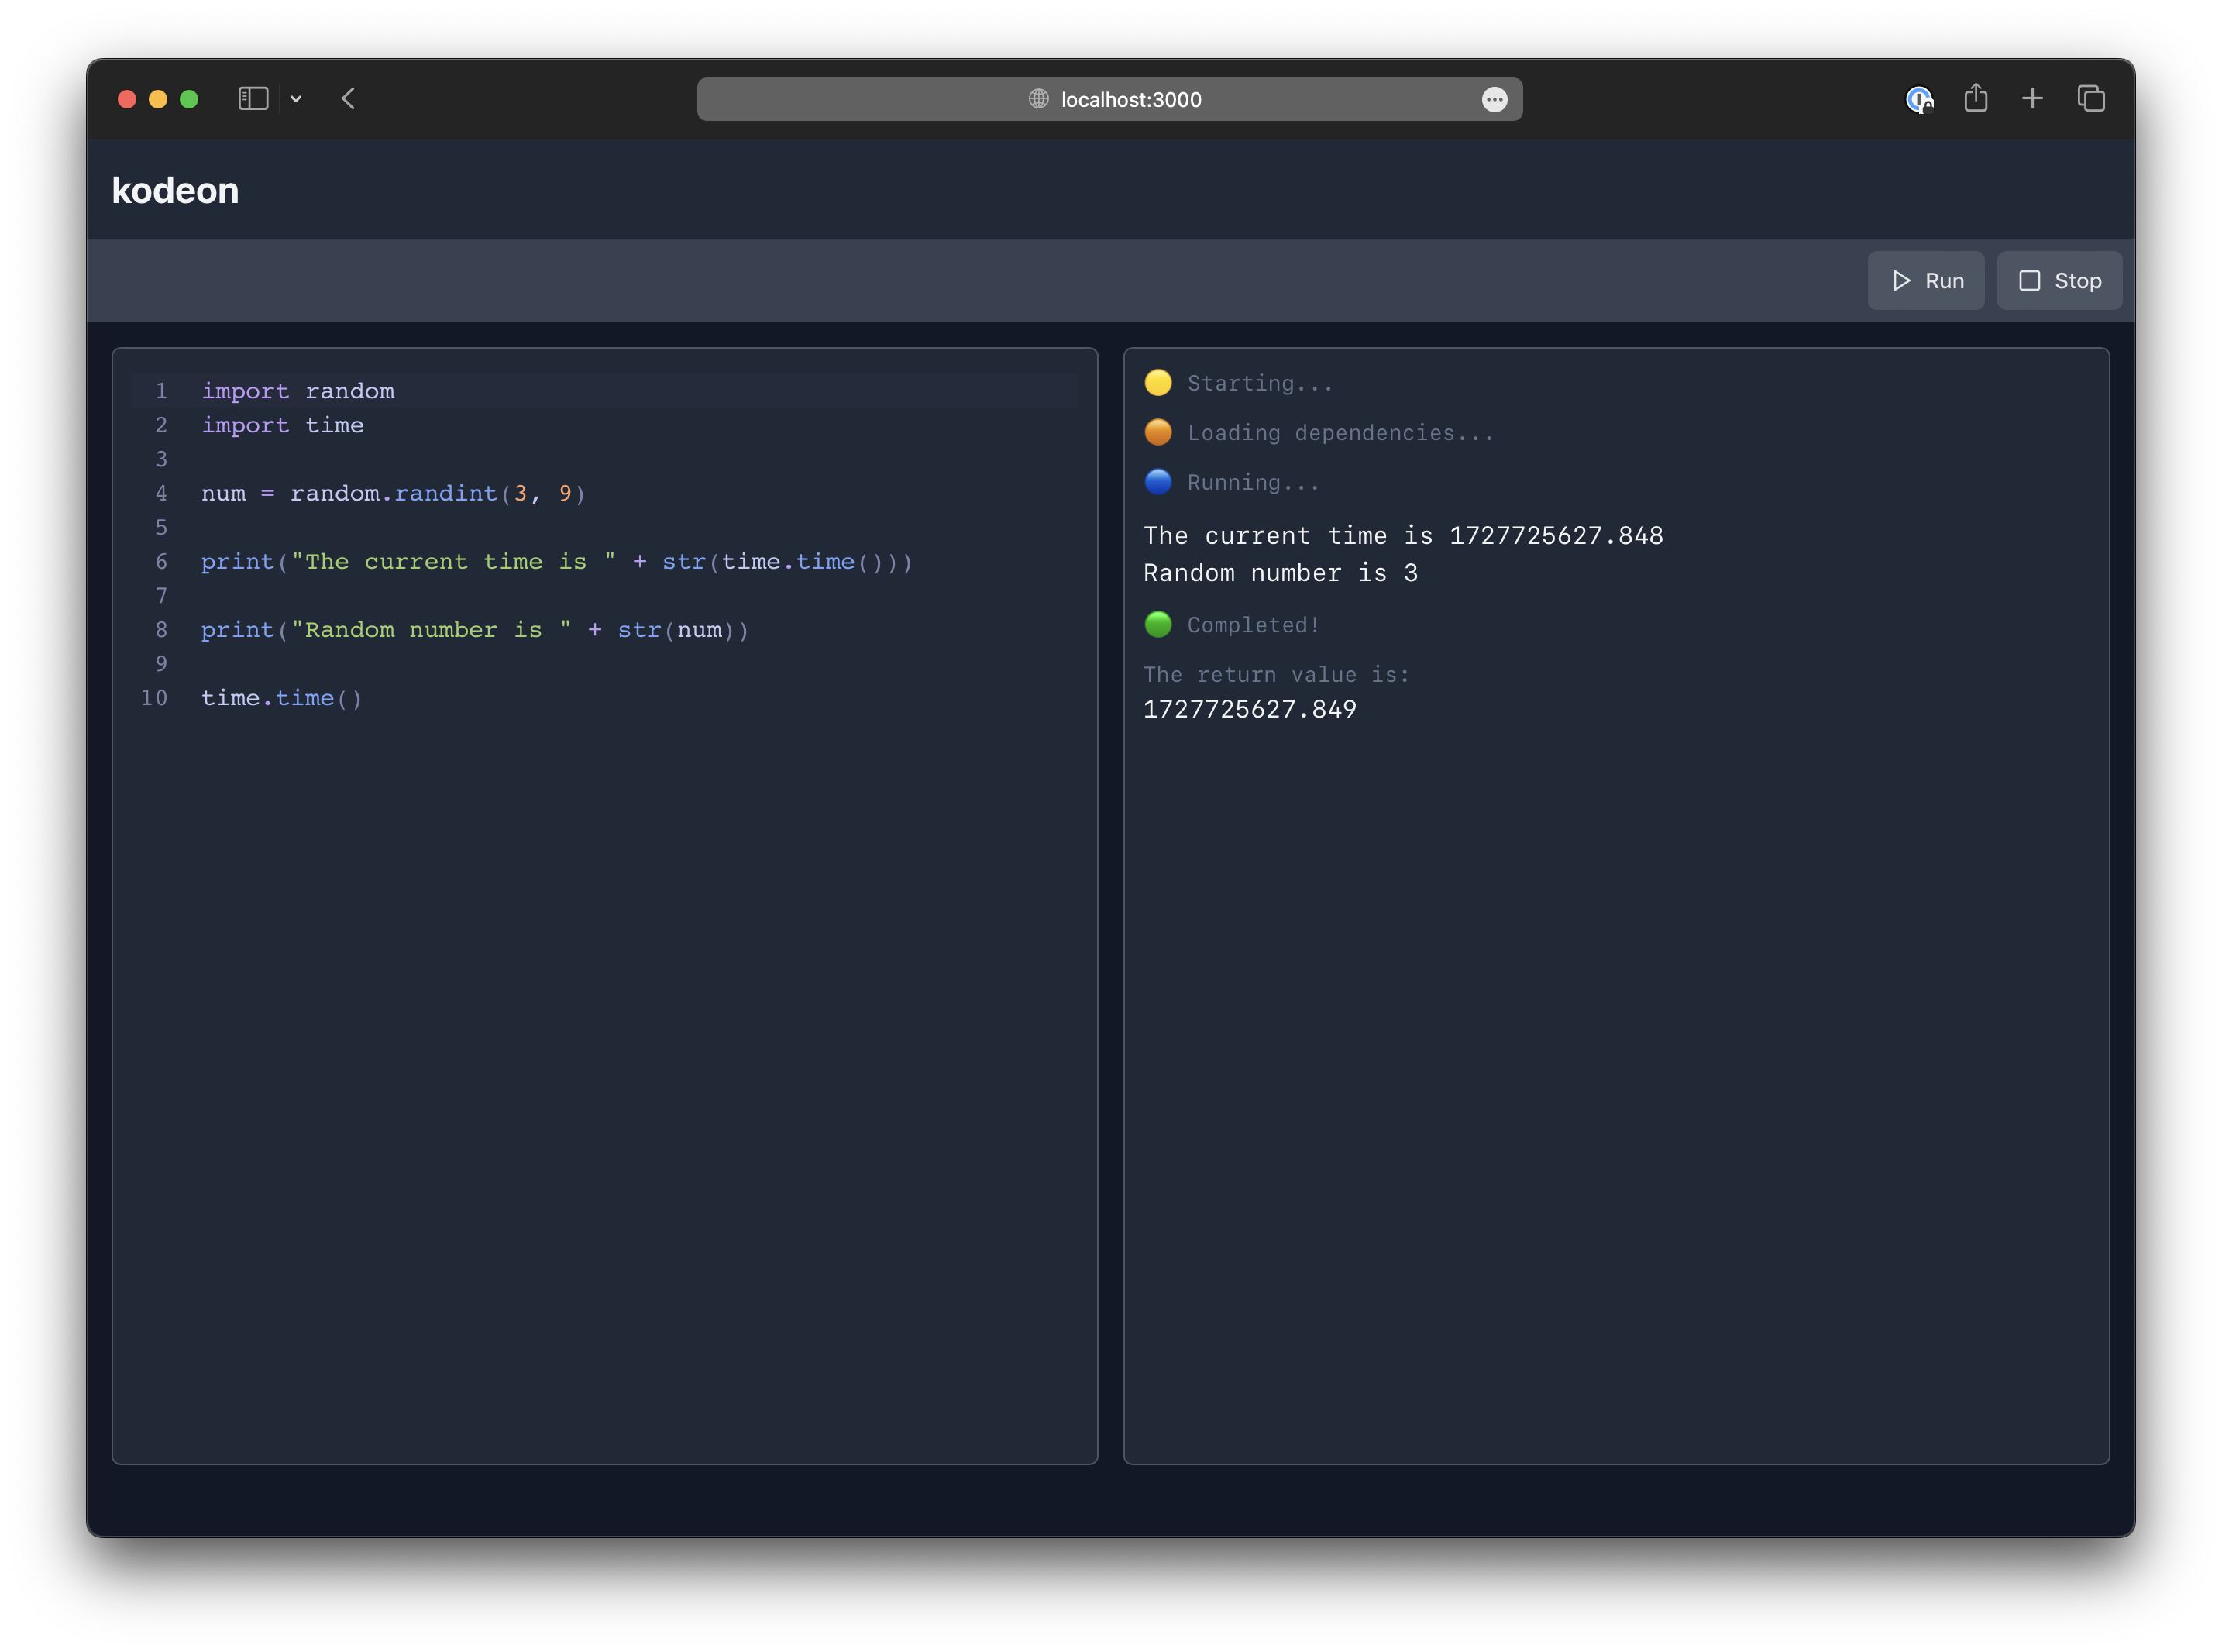 localhost:3000
kodeon
Run
Stop
1 import random
2 import time
3
4 num = random.randint(3, 9)
5
6 print("The current time is " + str(time.time()))
7
8 print("Random number is " + str(num))
9
10 time.time()
Starting...
Loading dependencies...
Running...
The current time is 1727725627.848
Random number is 3
Completed!
The return value is:
1727725627.849